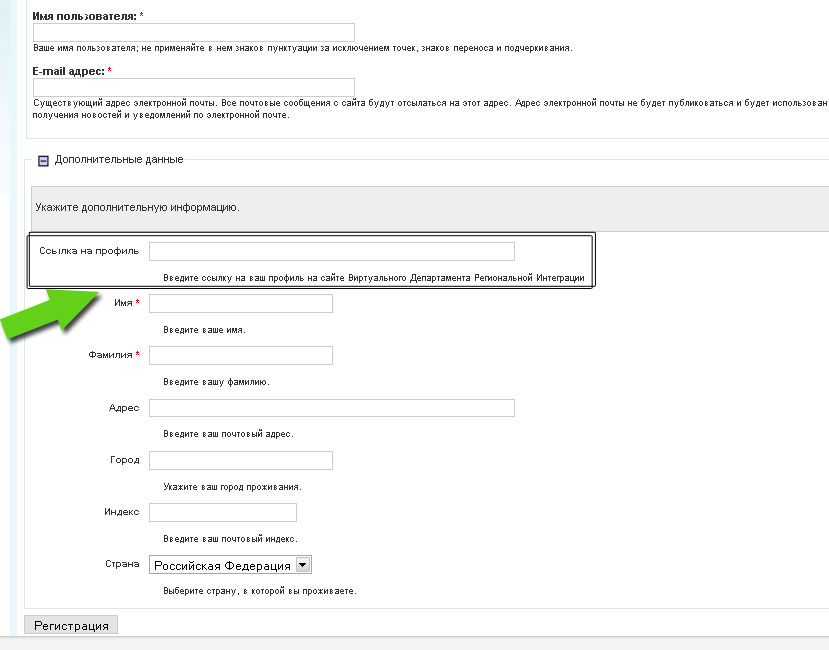 Имя пользователя: *
Ваше имя пользователя; не применяйте в нем знаков пунктуации за исключением точек, знаков переноса и подчеркивания.
E-mail адрес: *
Существующий адрес электронной почты. Все почтовые сообщения с сайта будут отсылаться на этот адрес. Адрес электронной почты не будет публиковаться и будет использован
получения новостей и уведомлений по электронной почте.
Дополнительные данные
Укажите дополнительную информацию.
Ссылка на профиль
Введите ссылку на ваш профиль на сайте Виртуального Департамента Региональной Интеграции
Имя *
Введите ваше имя.
Фамилия *
Введите вашу фамилию.
Адрес
Введите ваш почтовый адрес.
Город
Укажите ваш город проживания.
Индекс
Введите ваш почтовый индекс.
Страна
Российская Федерация
Выберите страну, в которой вы проживаете.
Регистрация